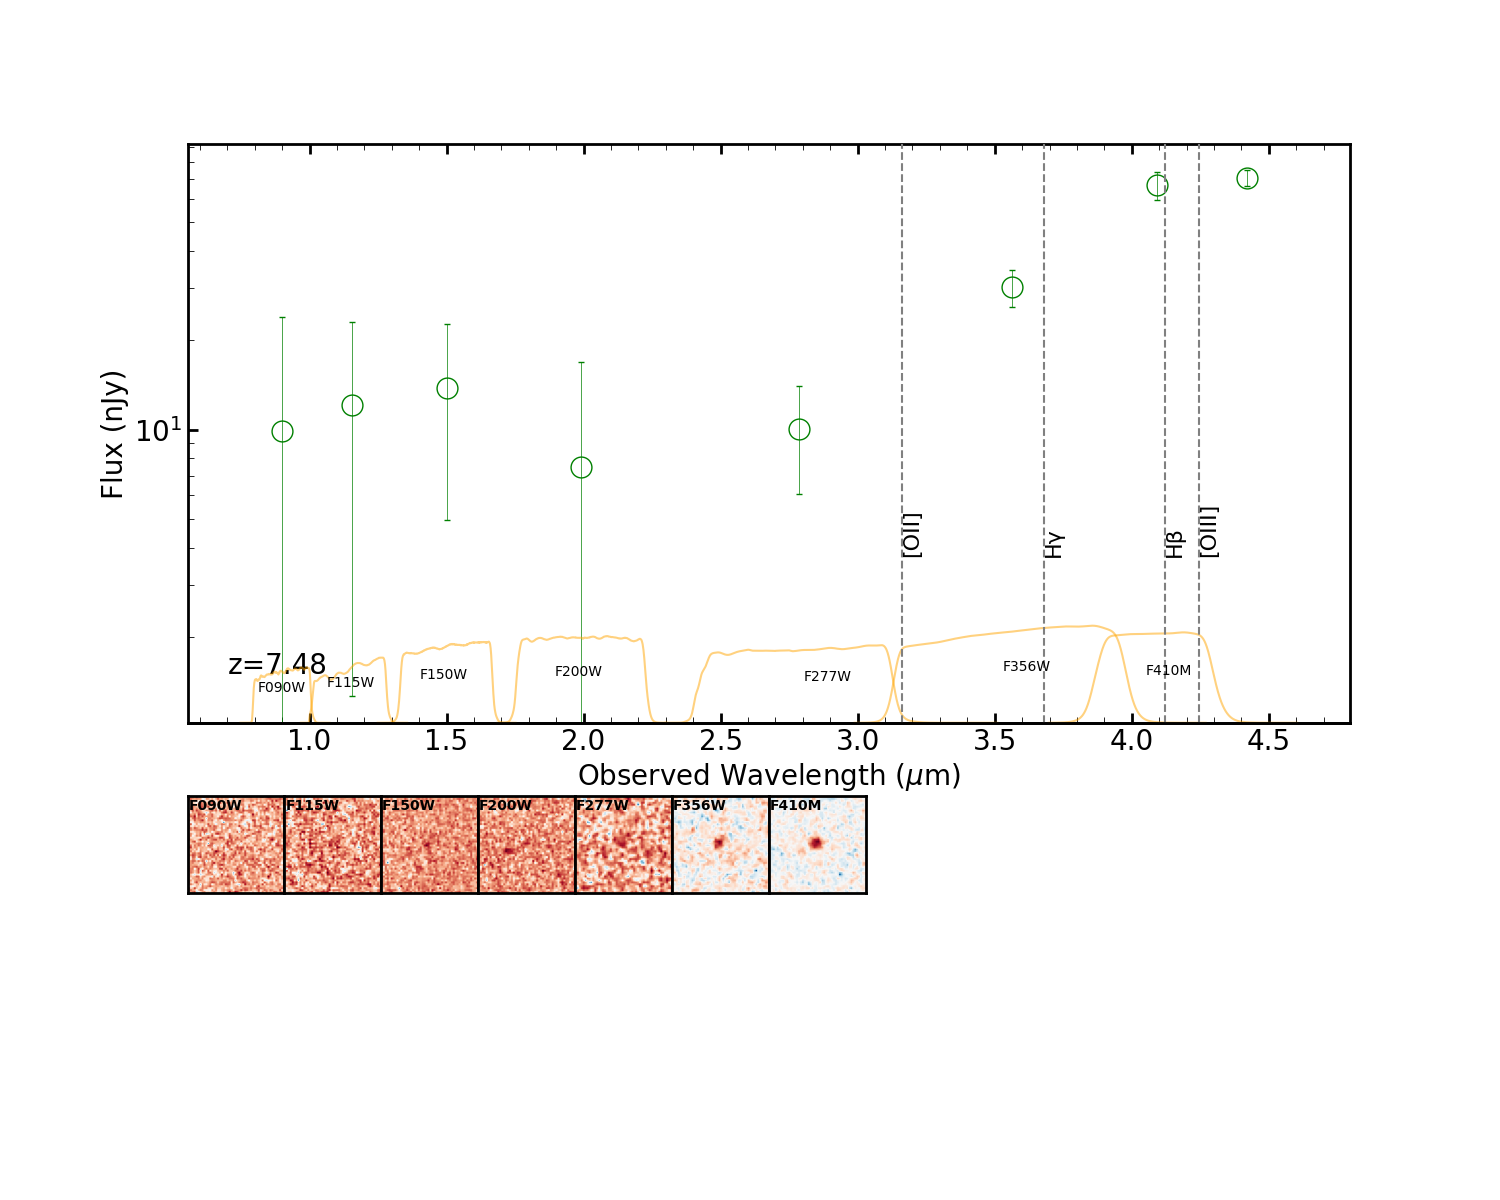 Flux (nJy)
10¹
[OII]
Hγ
Hβ
[OIII]
z=7.48
F090W
F115W
F150W
F200W
F277W
F356W
F410M
1.0 1.5 2.0 2.5 3.0 3.5 4.0 4.5
Observed Wavelength (μm)
F090W F115W F150W F200W F277W F356W F410M